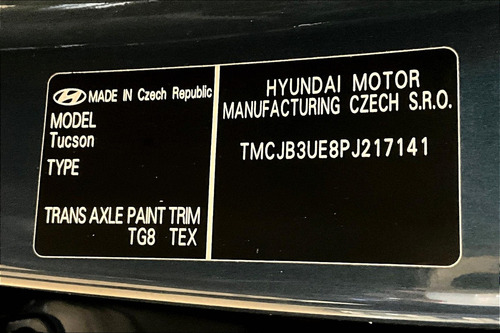 MADE IN Czech Republic
MODEL
Tucson
TYPE
TRANS AXLE PAINT TRIM
TG8 TEX
HYUNDAI MOTOR
MANUFACTURING CZECH S.R.O.
TMCJB3UE8PJ217141